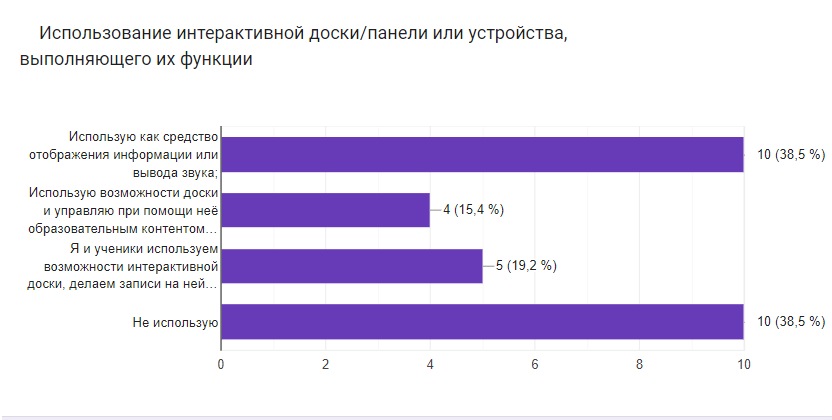 Использование интерактивной доски/панели или устройства,
выполняющего их функции
Использую как средство
отображения информации или
вывода звука;
10 (38,5 %)
Использую возможности доски
и управляю при помощи неё
образовательным контентом…
4 (15,4 %)
Я и ученики используем
возможности интерактивной
доски, делаем записи на ней…
5 (19,2 %)
Не использую
10 (38,5 %)
0 2 4 6 8 10